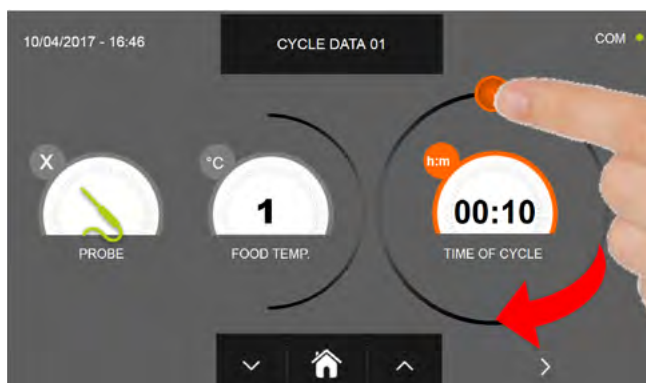 10/04/2017 - 16:46
CYCLE DATA 01
COM
X
°C
h:m
1
00:10
PROBE
FOOD TEMP.
TIME OF CYCLE